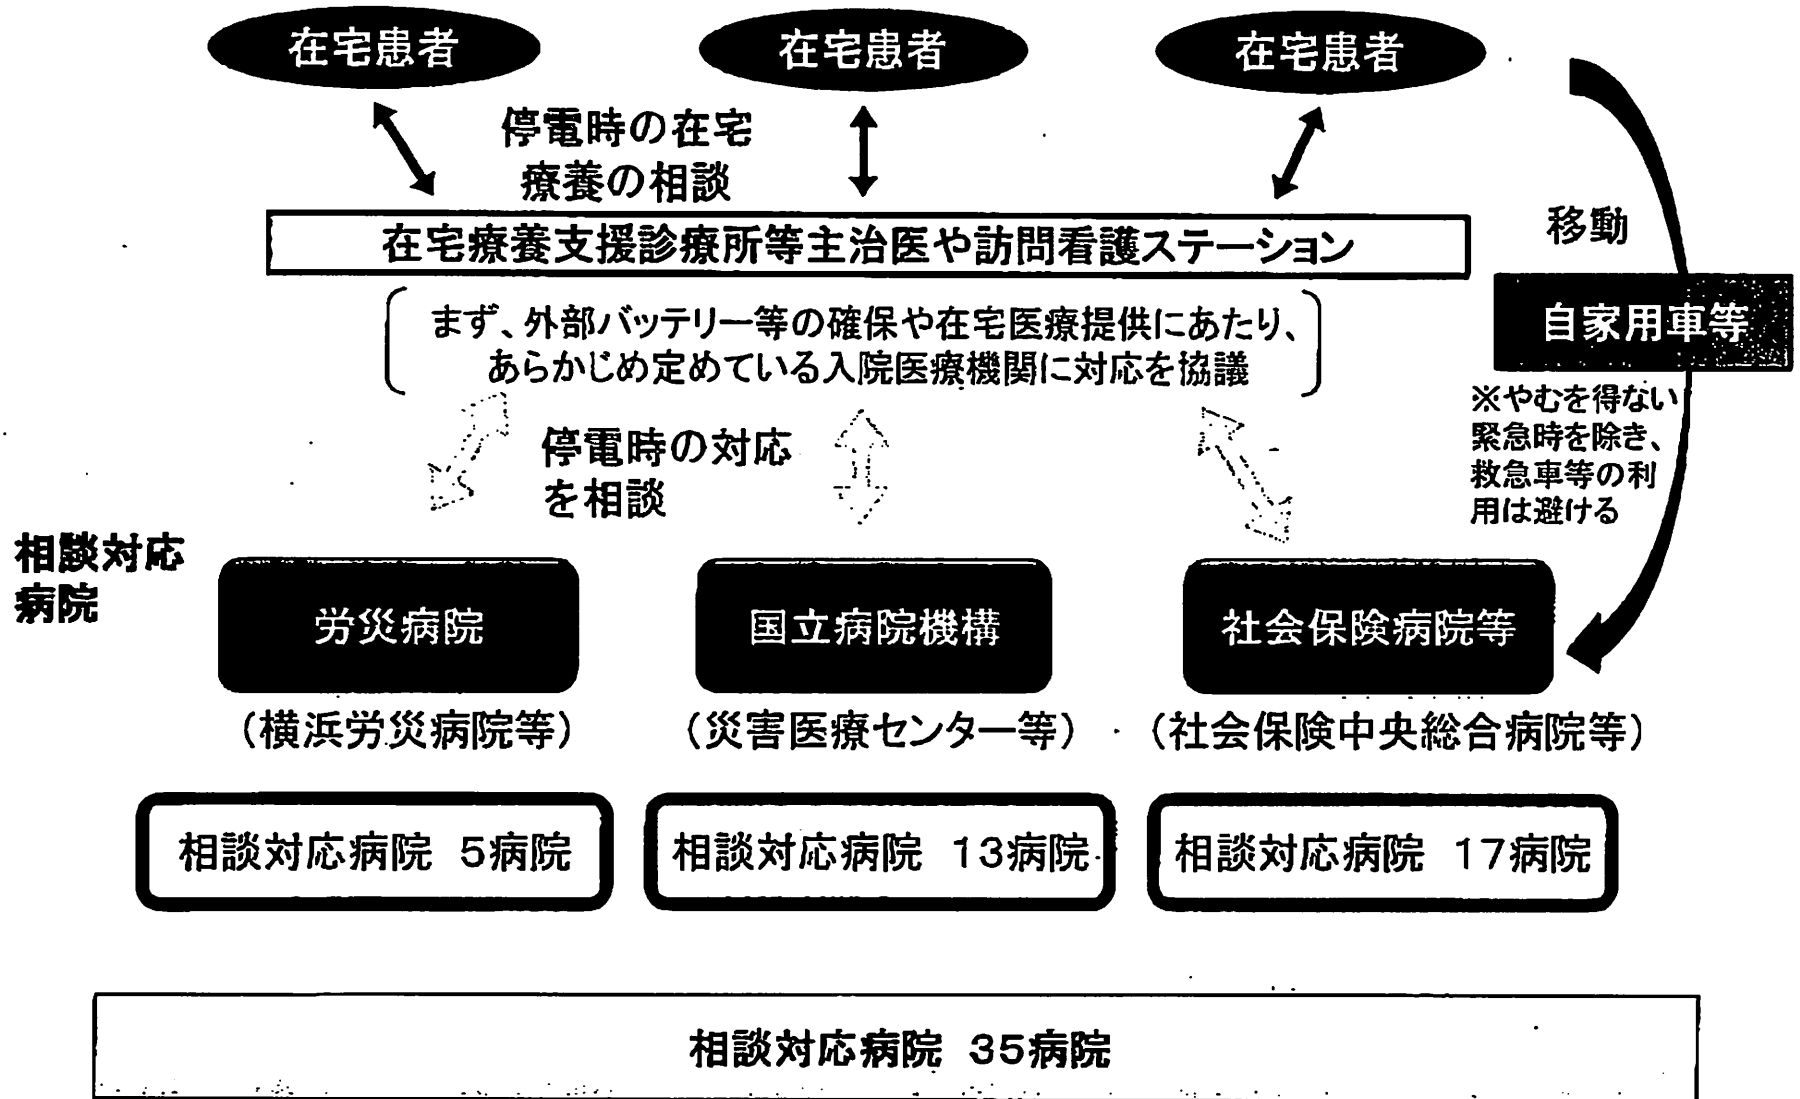 在宅患者
在宅患者
在宅患者
停電時の在宅
療養の相談
在宅療養支援診療所等主治医や訪問看護ステーション
移動
自家用車等
まず、外部バッテリー等の確保や在宅医療提供にあたり、
あらかじめ定めている入院医療機関に対応を協議
※やむを得ない
緊急時を除き、
救急車等の利
用は避ける
停電時の対応
を相談
相談対応
病院
労災病院
国立病院機構
社会保険病院等
（横浜労災病院等）
（災害医療センター等）
（社会保険中央総合病院等）
相談対応病院 5病院
相談対応病院 13病院
相談対応病院 17病院
相談対応病院 35病院